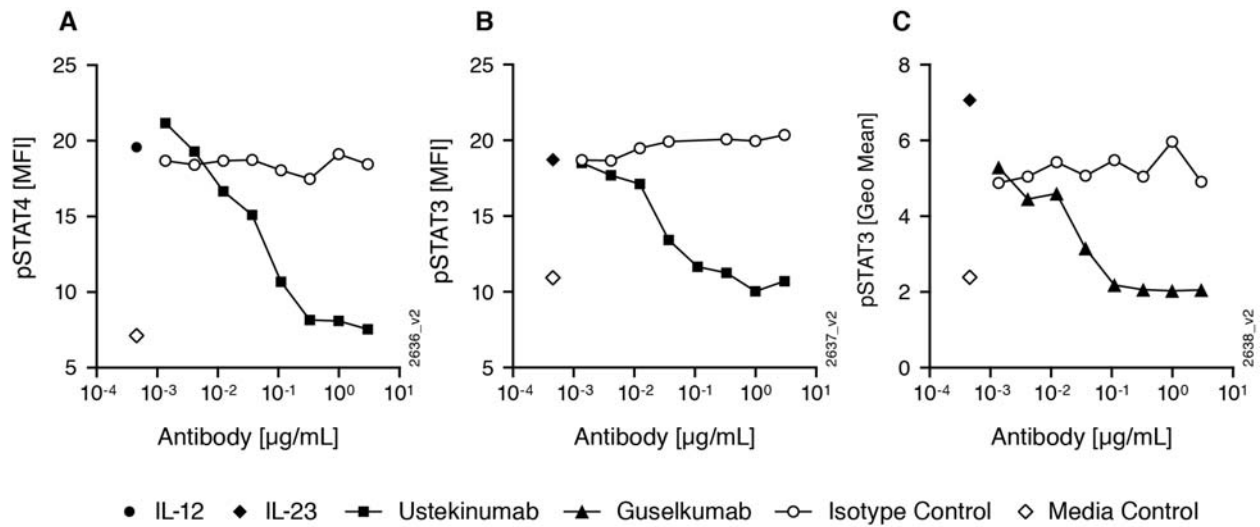 A
pSTAT4 [MFI]
25
20
15
10
5
10-4 10-3 10-2 10-1 100 101
Antibody [µg/mL]
2636_v2
B
pSTAT3 [MFI]
25
20
15
10
5
10-4 10-3 10-2 10-1 100 101
Antibody [µg/mL]
2637_v2
C
pSTAT3 [Geo Mean]
8
6
4
2
0
10-4 10-3 10-2 10-1 100 101
Antibody [µg/mL]
2638_v2
IL-12 IL-23 Ustekinumab Guselkumab Isotype Control Media Control